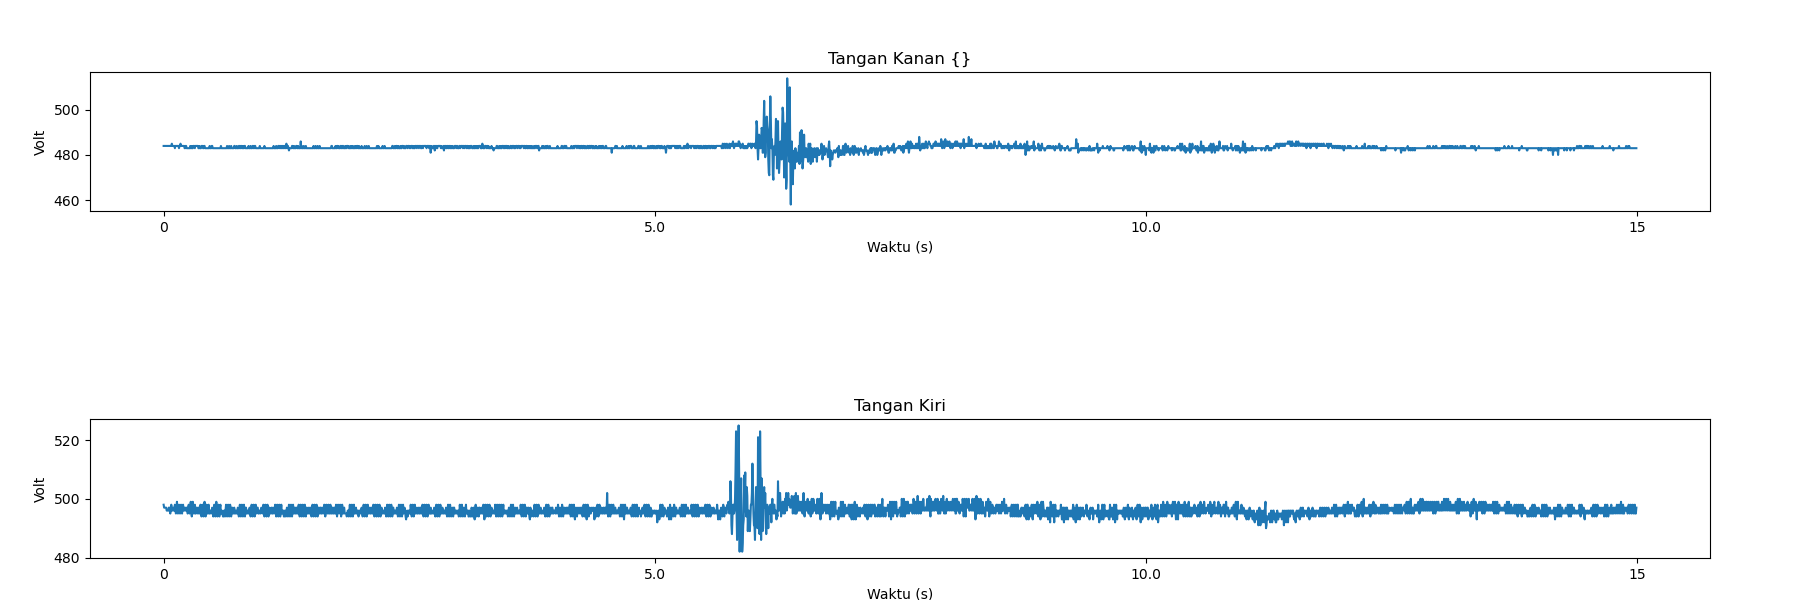 Tangan Kanan {}
Volt
500
480
460
0 5.0 10.0 15
Waktu (s)
Tangan Kiri
Volt
520
500
480
0 5.0 10.0 15
Waktu (s)